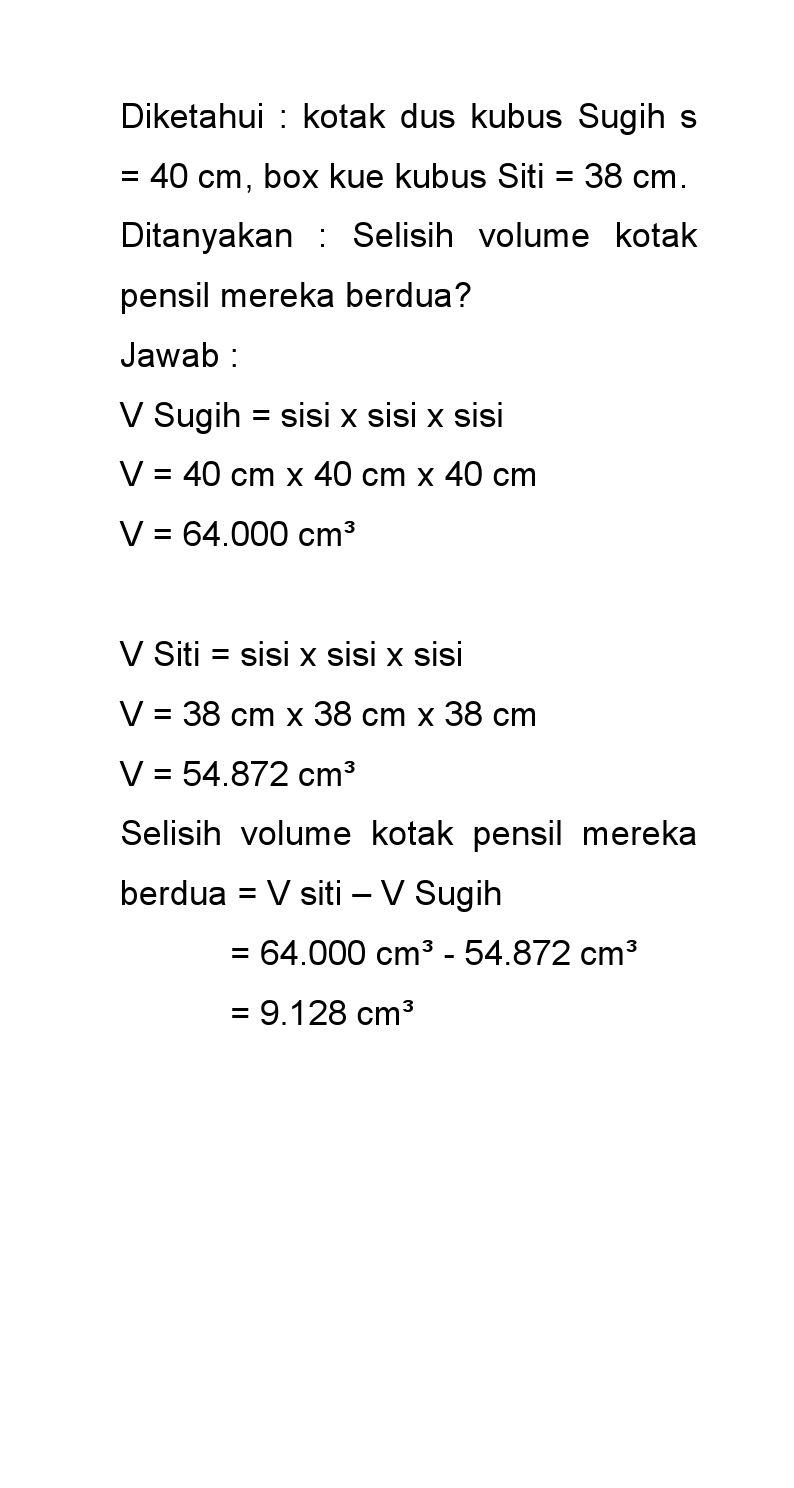 Diketahui : kotak dus kubus Sugih s
= 40 cm, box kue kubus Siti = 38 cm.
Ditanyakan : Selisih volume kotak
pensil mereka berdua?
Jawab :
V Sugih = sisi x sisi x sisi
V = 40 cm x 40 cm x 40 cm
V = 64.000 cm³
V Siti = sisi x sisi x sisi
V = 38 cm x 38 cm x 38 cm
V = 54.872 cm³
Selisih volume kotak pensil mereka
berdua = V siti – V Sugih
= 64.000 cm³ - 54.872 cm³
= 9.128 cm³